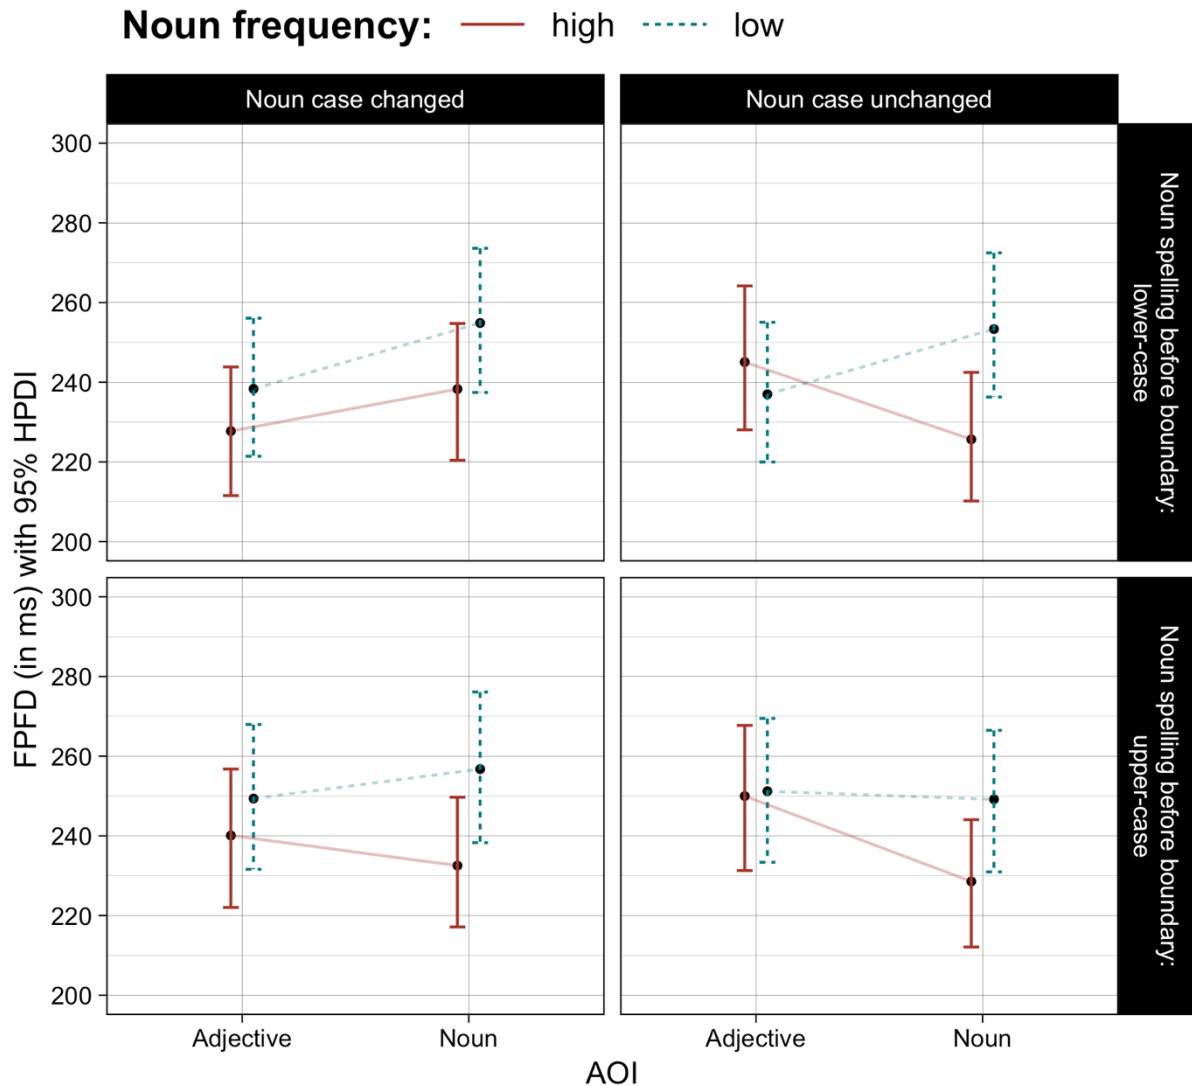 Noun frequency: high low
Noun case changed
Noun case unchanged
300
280
260
240
220
200
Noun spelling before boundary:
lower-case
300
280
260
240
220
200
Noun spelling before boundary:
upper-case
FPFD (in ms) with 95% HPDI
Adjective Noun
Adjective Noun
AOI